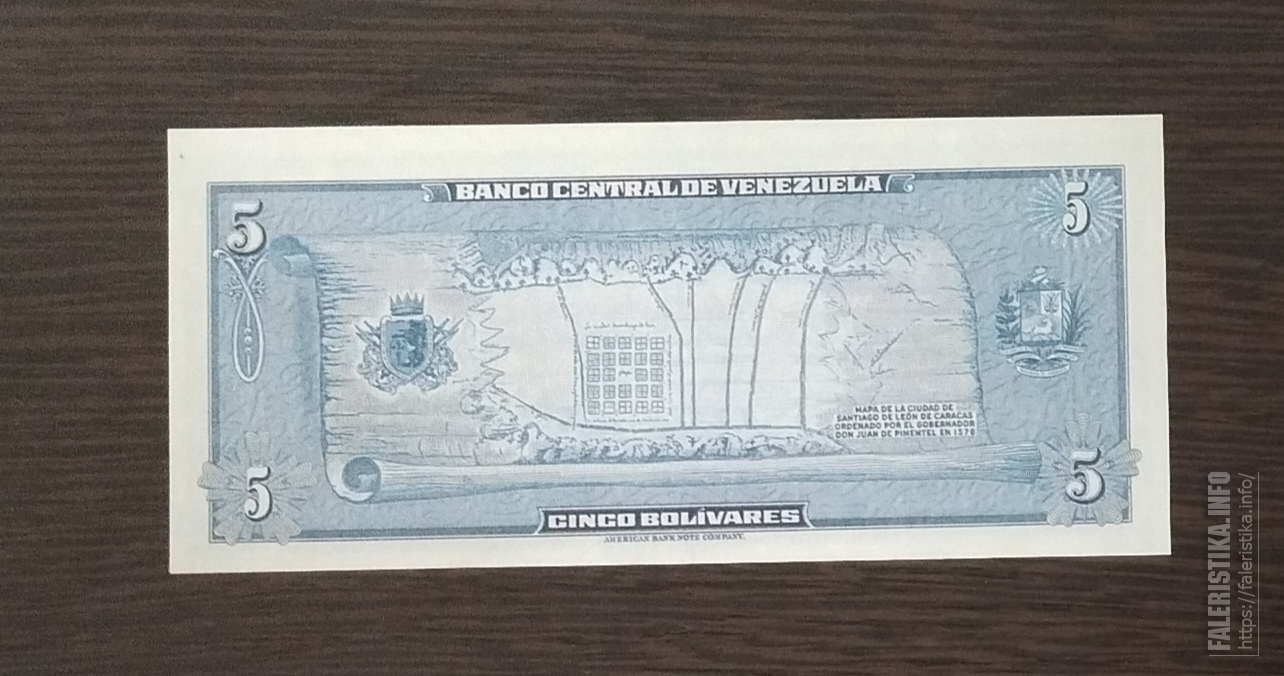 BANCO CENTRAL DE VENEZUELA
5
5
MAPA DE LA CIUDAD DE
SANTIAGO DE LEÓN DE CARACAS
ORDENADO POR EL GOBERNADOR
DON JUAN DE PIMENTEL EN 1578
5
5
CINCO BOLÍVARES
AMERICAN BANK NOTE COMPANY.
FALERISTIKA.INFO
https://faleristika.info/